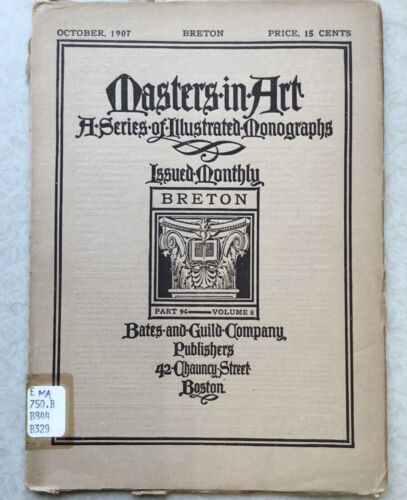 OCTOBER, 1907 BRETON PRICE, 15 CENTS
Masters·in·Art
A·Series·of·Illustrated·Monographs
Issued·Monthly
BRETON
PART 94 VOLUME 8
Bates·and·Guild·Company
Publishers
42·Chauncy·Street
Boston
E MA
750.B
B844
B329